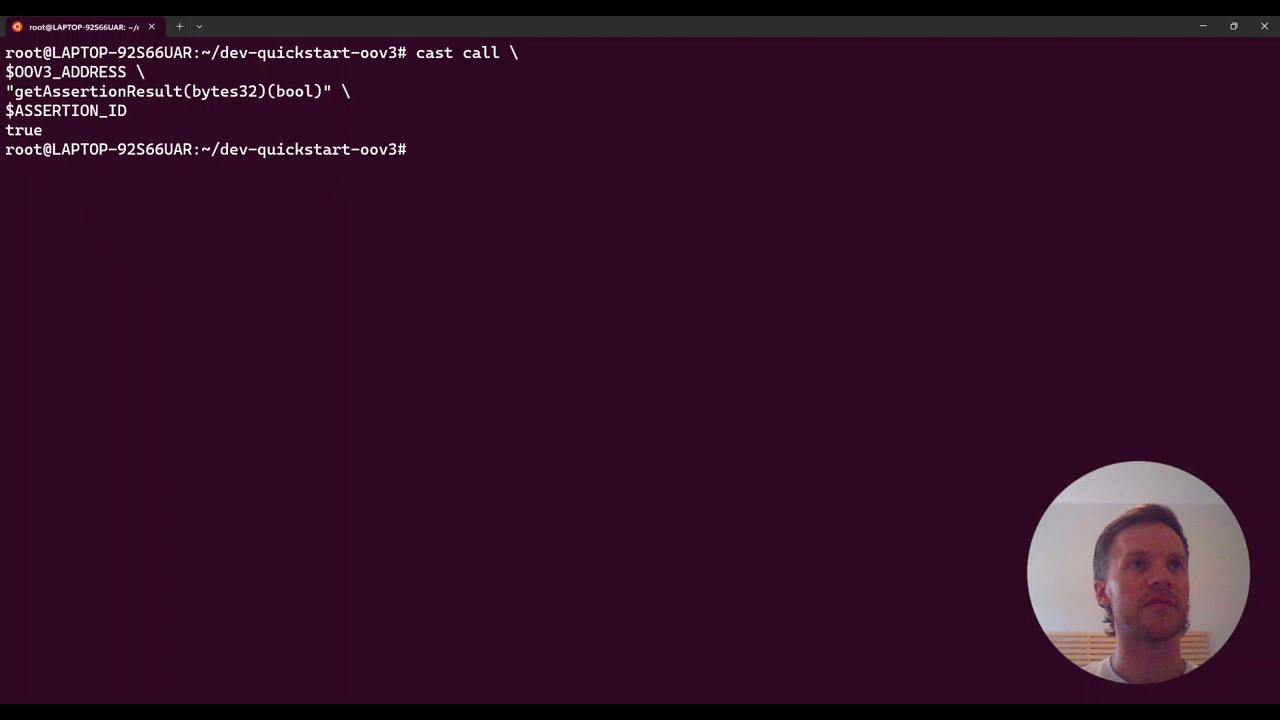 root@LAPTOP-92S66UAR: ~/
root@LAPTOP-92S66UAR:~/dev-quickstart-oov3# cast call \
$OOV3_ADDRESS \
"getAssertionResult(bytes32)(bool)" \
$ASSERTION_ID
true
root@LAPTOP-92S66UAR:~/dev-quickstart-oov3#